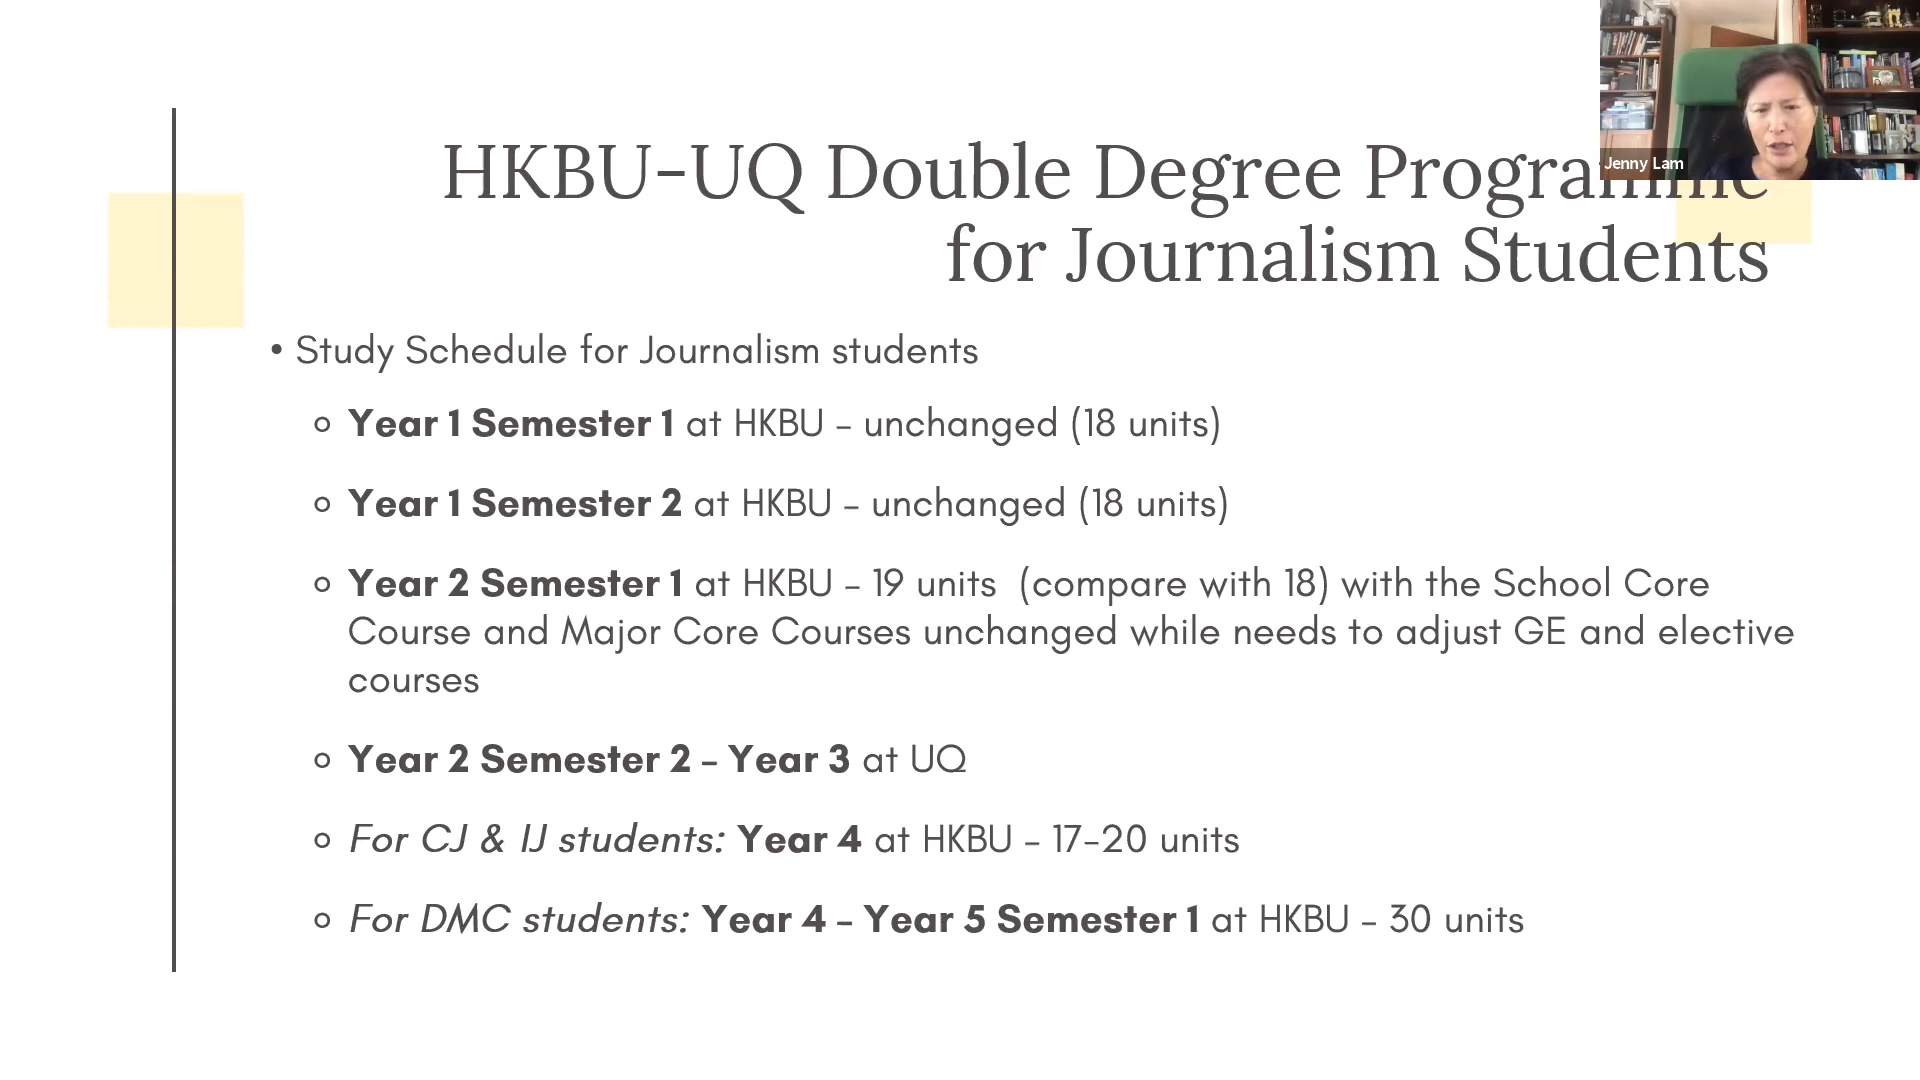 Jenny Lam
HKBU-UQ Double Degree Programme
for Journalism Students
• Study Schedule for Journalism students
Year 1 Semester 1 at HKBU – unchanged (18 units)
Year 1 Semester 2 at HKBU – unchanged (18 units)
Year 2 Semester 1 at HKBU – 19 units (compare with 18) with the School Core
Course and Major Core Courses unchanged while needs to adjust GE and elective
courses
Year 2 Semester 2 – Year 3 at UQ
For CJ & IJ students: Year 4 at HKBU – 17-20 units
For DMC students: Year 4 – Year 5 Semester 1 at HKBU – 30 units